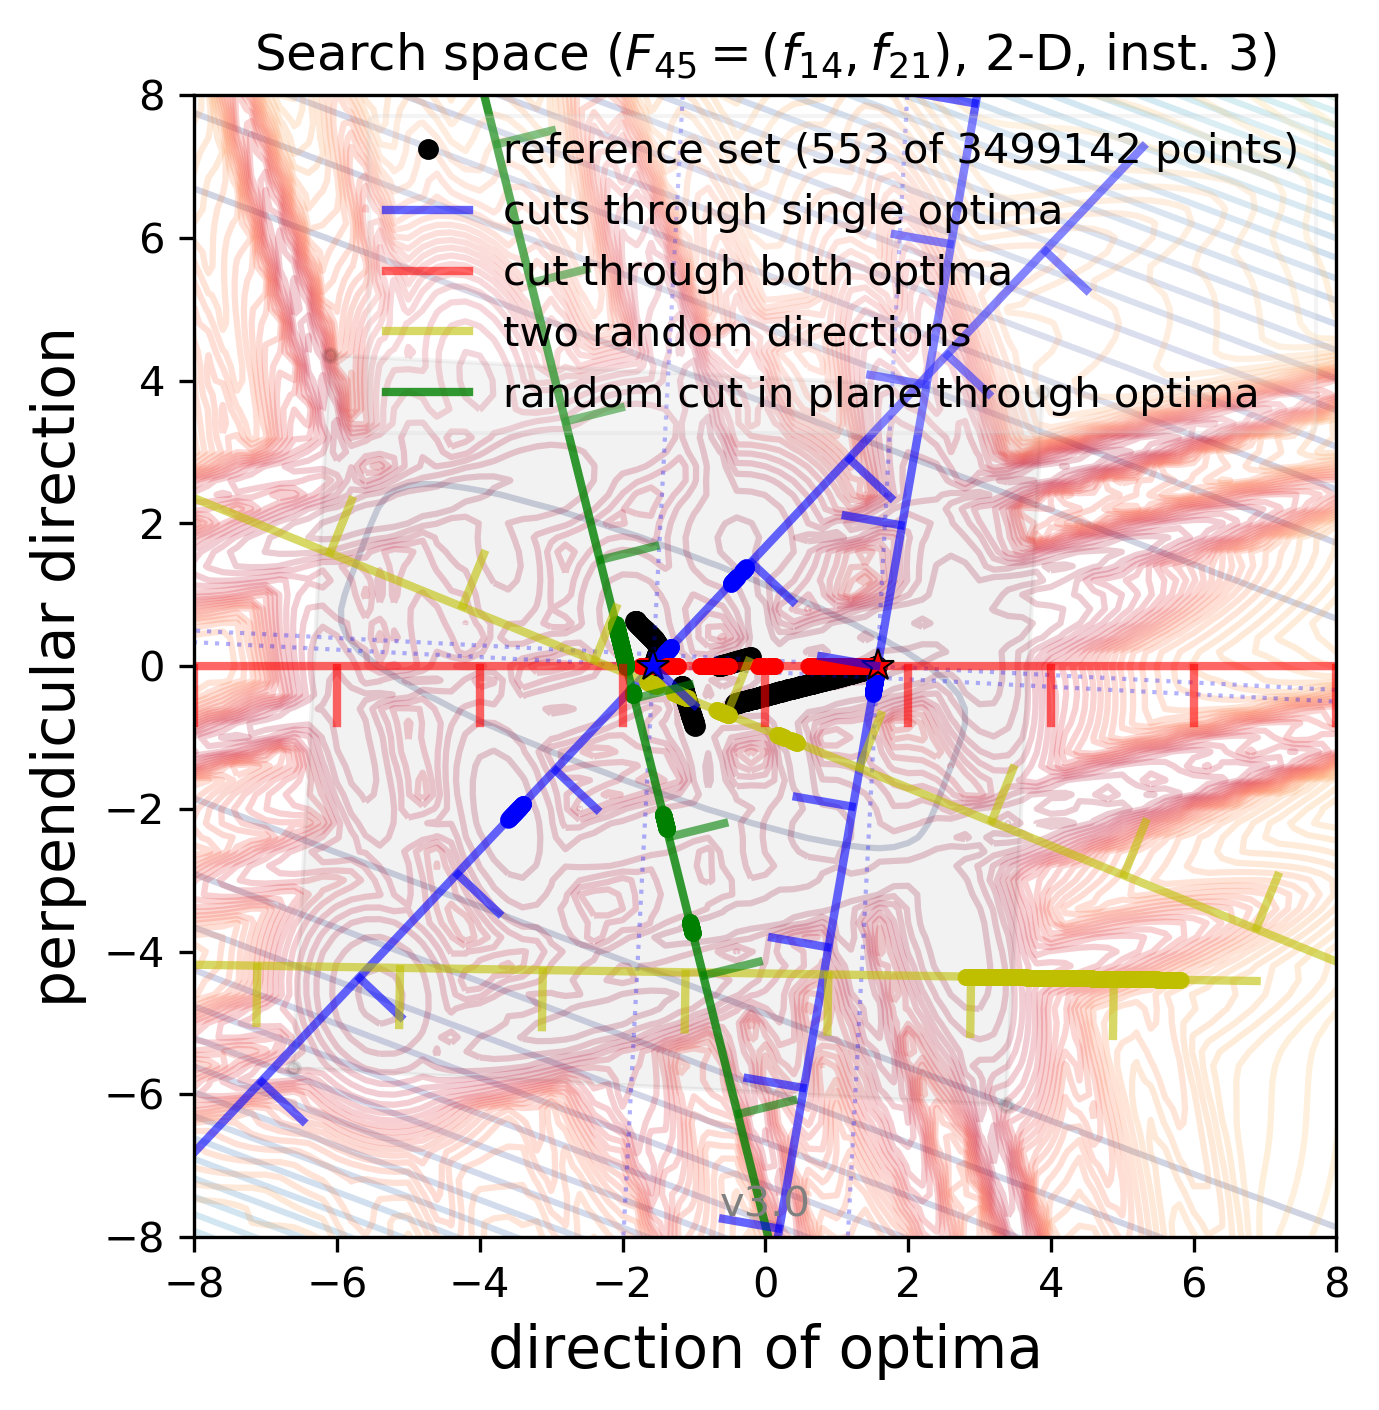 Search space (F45 = (f14, f21), 2-D, inst. 3)
reference set (553 of 3499142 points)
cuts through single optima
cut through both optima
two random directions
random cut in plane through optima
perpendicular direction
8
6
4
2
0
−2
−4
−6
−8
v3.0
−8 −6 −4 −2 0 2 4 6 8
direction of optima